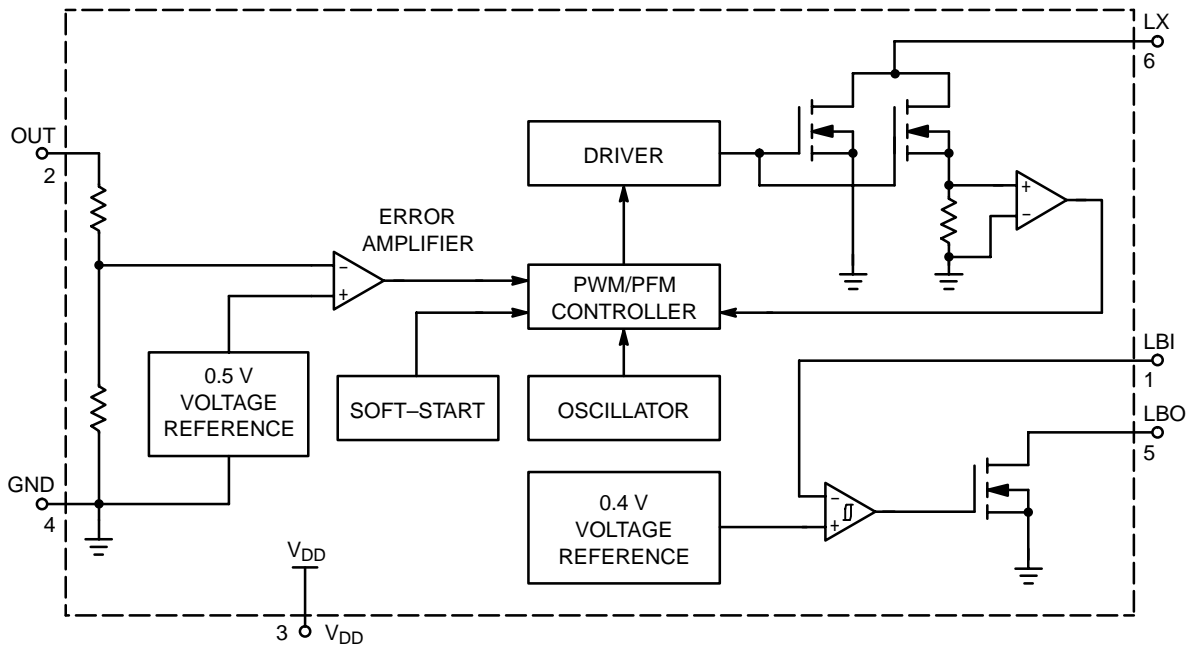 LX
6
OUT
2
DRIVER
+
−
ERROR
AMPLIFIER
−
+
PWM/PFM
CONTROLLER
LBI
1
0.5 V
VOLTAGE
REFERENCE
SOFT–START
OSCILLATOR
LBO
5
GND
4
0.4 V
VOLTAGE
REFERENCE
−
+
VDD
3
VDD